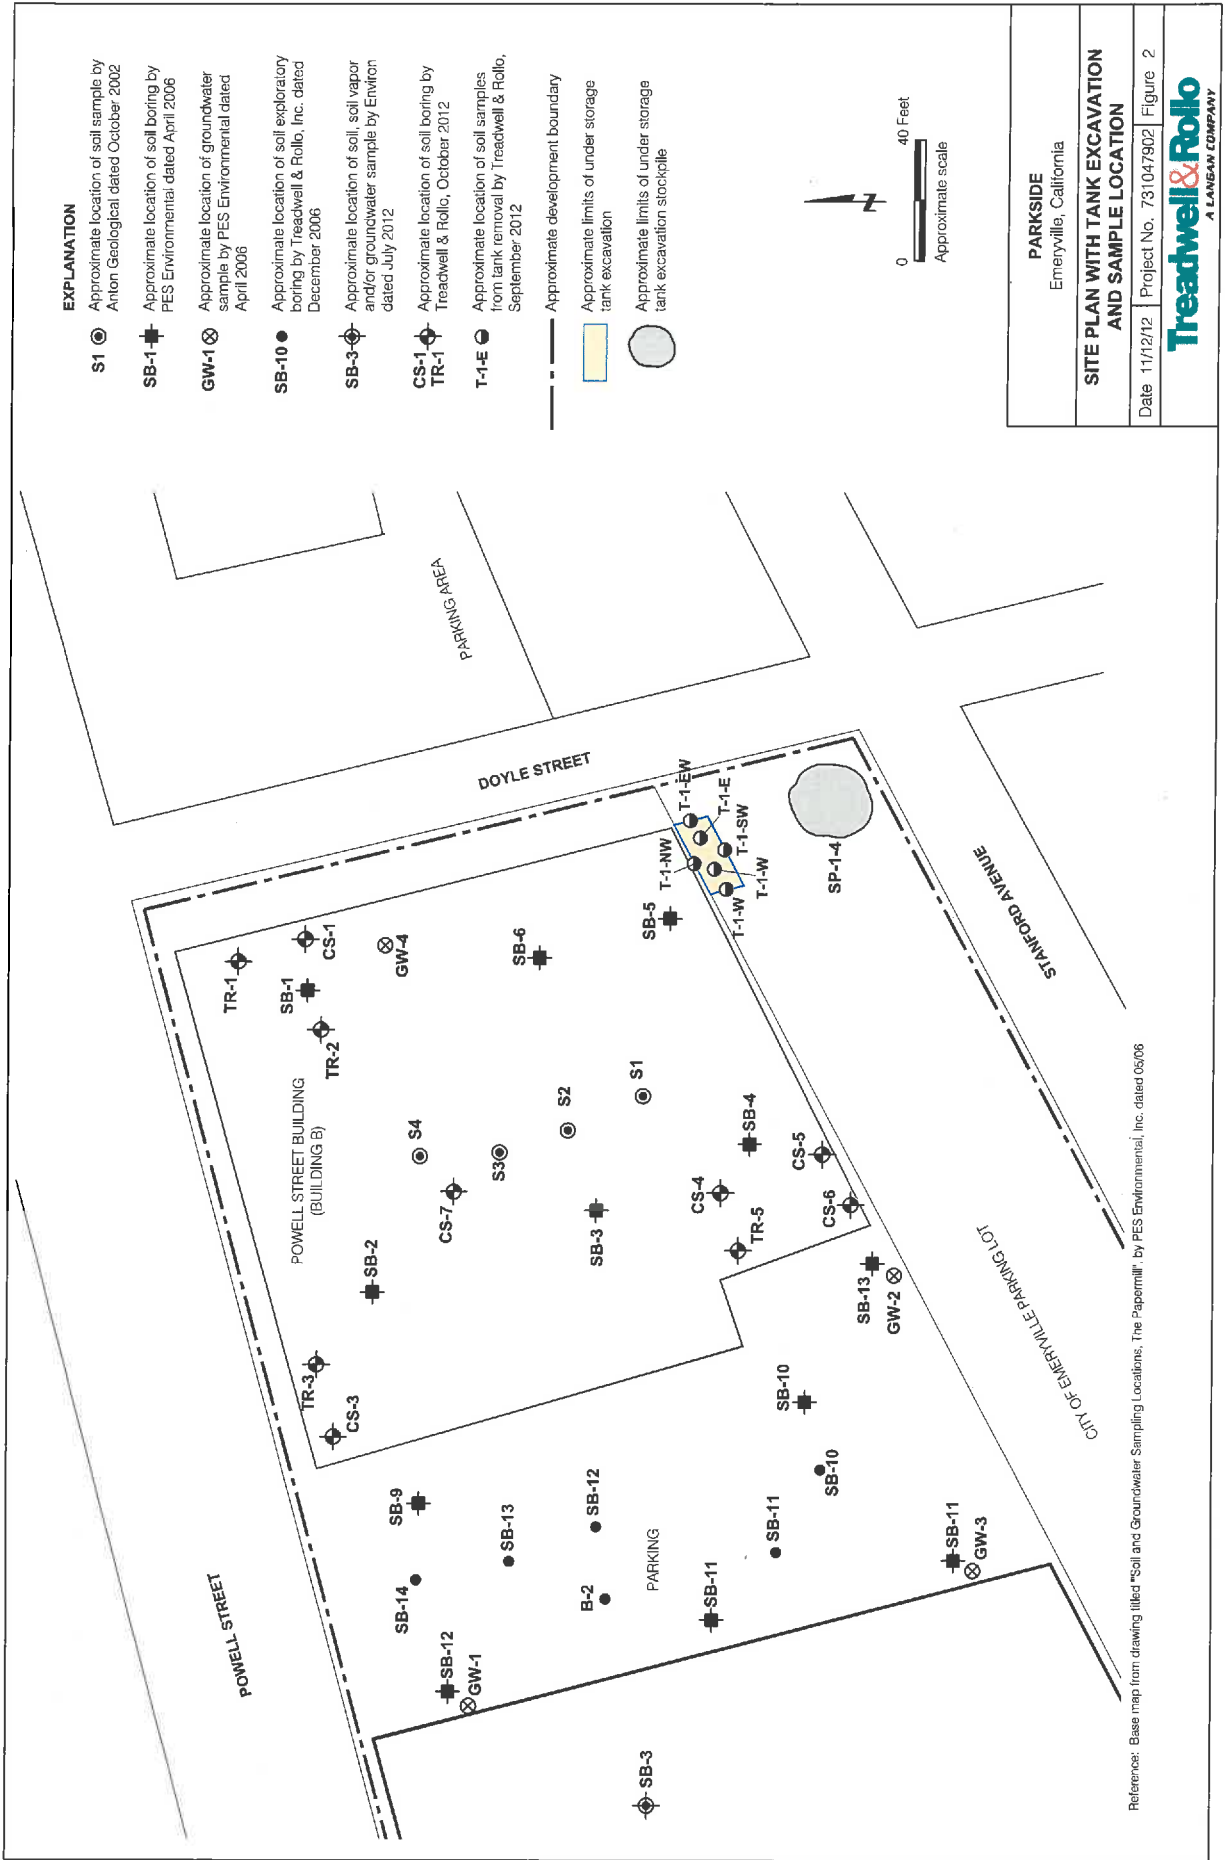 EXPLANATION
S1 Approximate location of soil sample by
Anton Geological dated October 2002
SB-1 Approximate location of soil boring by
PES Environmental dated April 2006
GW-1 Approximate location of groundwater
sample by PES Environmental dated
April 2006
SB-10 Approximate location of soil exploratory
boring by Treadwell & Rollo, Inc. dated
December 2006
SB-3 Approximate location of soil, soil vapor
and/or groundwater sample by Environ
dated July 2012
CS-1
TR-1
Approximate location of soil boring by
Treadwell & Rollo, October 2012
T-1-E Approximate location of soil samples
from tank removal by Treadwell & Rollo,
September 2012
Approximate development boundary
Approximate limits of under storage
tank excavation
Approximate limits of under storage
tank excavation stockpile
0 40 Feet
Approximate scale
Z
POWELL STREET
DOYLE STREET
PARKING AREA
STANFORD AVENUE
CITY OF EMERYVILLE PARKING LOT
POWELL STREET BUILDING
(BUILDING B)
PARKING
TR-1
CS-1
SB-1
TR-2
GW-4
SB-6
SB-5
S4
S3
S2
S1
CS-7
SB-2
SB-3
SB-4
CS-4
TR-5
CS-5
CS-6
TR-3
CS-3
SB-13
GW-2
SB-10
SB-10
SB-9
SB-13
SB-12
SB-11
SB-14
B-2
SB-11
SB-11
GW-3
SB-12
GW-1
SB-3
T-1-NW
T-1-EW
T-1-E
T-1-SW
T-1-W
T-1-W
SP-1-4
Reference: Base map from drawing titled "Soil and Groundwater Sampling Locations, The Papermill", by PES Environmental, Inc. dated 05/06
PARKSIDE
Emeryville, California
SITE PLAN WITH TANK EXCAVATION
AND SAMPLE LOCATION
Date 11/12/12 Project No. 731047902 Figure 2
Treadwell&Rollo
A LANGAN COMPANY